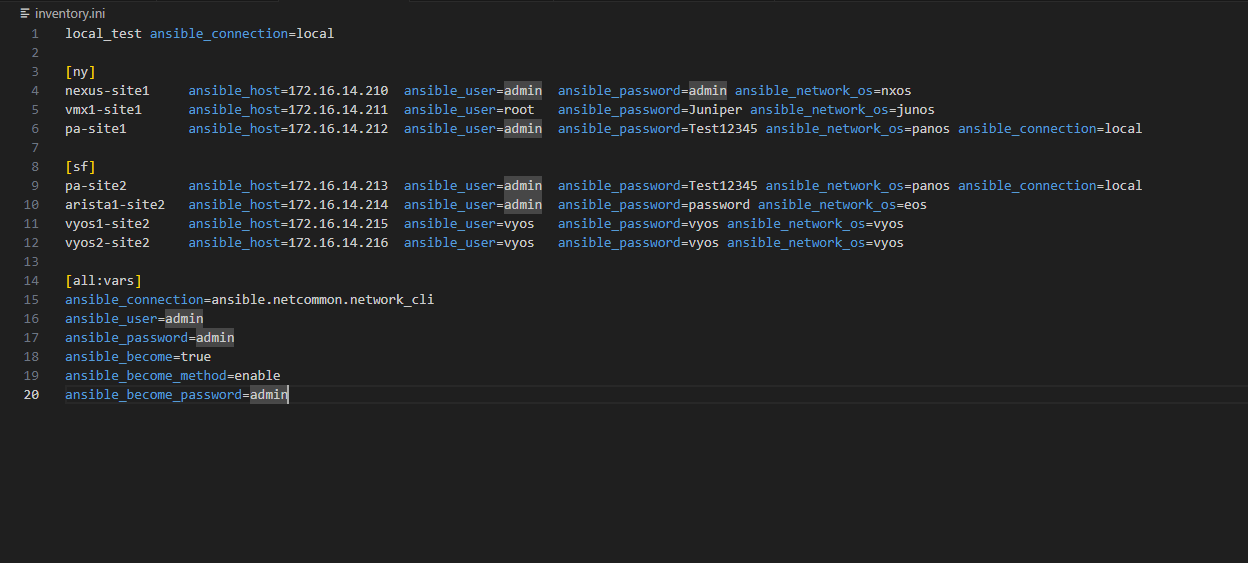 inventory.ini
1 local_test ansible_connection=local
2
3 [ny]
4 nexus-site1 ansible_host=172.16.14.210 ansible_user=admin ansible_password=admin ansible_network_os=nxos
5 vmx1-site1 ansible_host=172.16.14.211 ansible_user=root ansible_password=Juniper ansible_network_os=junos
6 pa-site1 ansible_host=172.16.14.212 ansible_user=admin ansible_password=Test12345 ansible_network_os=panos ansible_connection=local
7
8 [sf]
9 pa-site2 ansible_host=172.16.14.213 ansible_user=admin ansible_password=Test12345 ansible_network_os=panos ansible_connection=local
10 arista1-site2 ansible_host=172.16.14.214 ansible_user=admin ansible_password=password ansible_network_os=eos
11 vyos1-site2 ansible_host=172.16.14.215 ansible_user=vyos ansible_password=vyos ansible_network_os=vyos
12 vyos2-site2 ansible_host=172.16.14.216 ansible_user=vyos ansible_password=vyos ansible_network_os=vyos
13
14 [all:vars]
15 ansible_connection=ansible.netcommon.network_cli
16 ansible_user=admin
17 ansible_password=admin
18 ansible_become=true
19 ansible_become_method=enable
20 ansible_become_password=admin